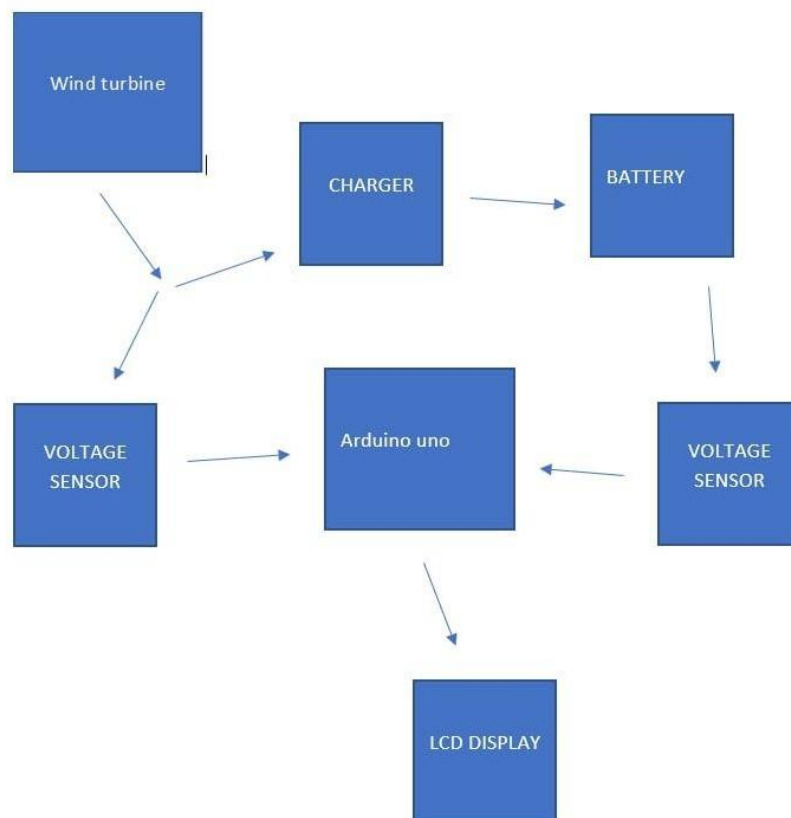 Wind turbine
CHARGER
BATTERY
VOLTAGE
SENSOR
Arduino uno
VOLTAGE
SENSOR
LCD DISPLAY